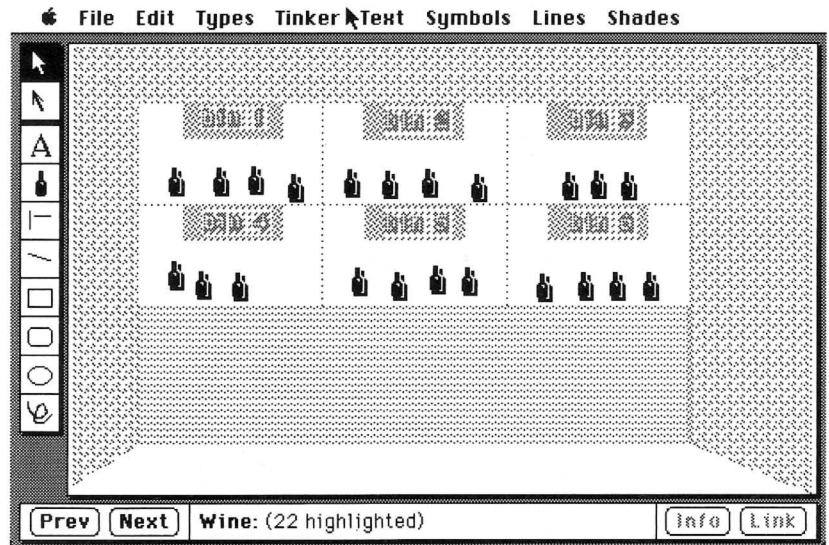 File Edit Types Tinker Text Symbols Lines Shades
A
Prev Next Wine: (22 highlighted) Info Link